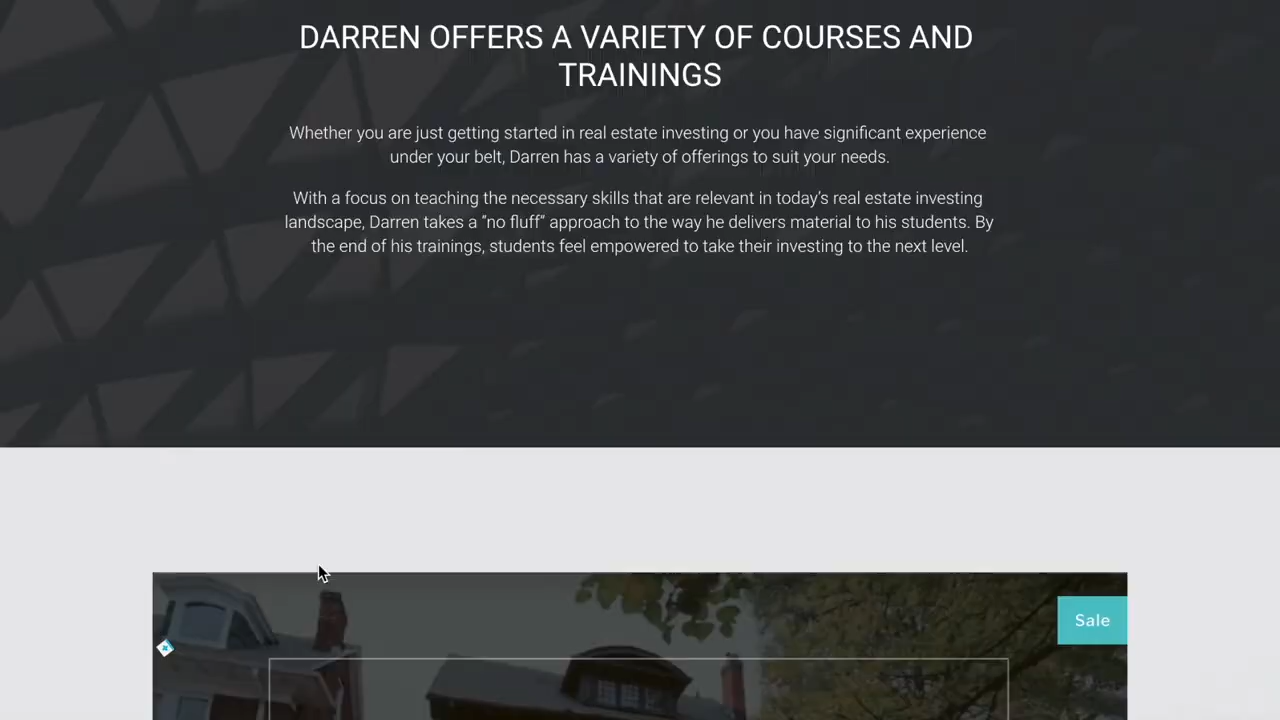 DARREN OFFERS A VARIETY OF COURSES AND
TRAININGS
Whether you are just getting started in real estate investing or you have significant experience
under your belt, Darren has a variety of offerings to suit your needs.
With a focus on teaching the necessary skills that are relevant in today's real estate investing
landscape, Darren takes a "no fluff" approach to the way he delivers material to his students. By
the end of his trainings, students feel empowered to take their investing to the next level.
Sale